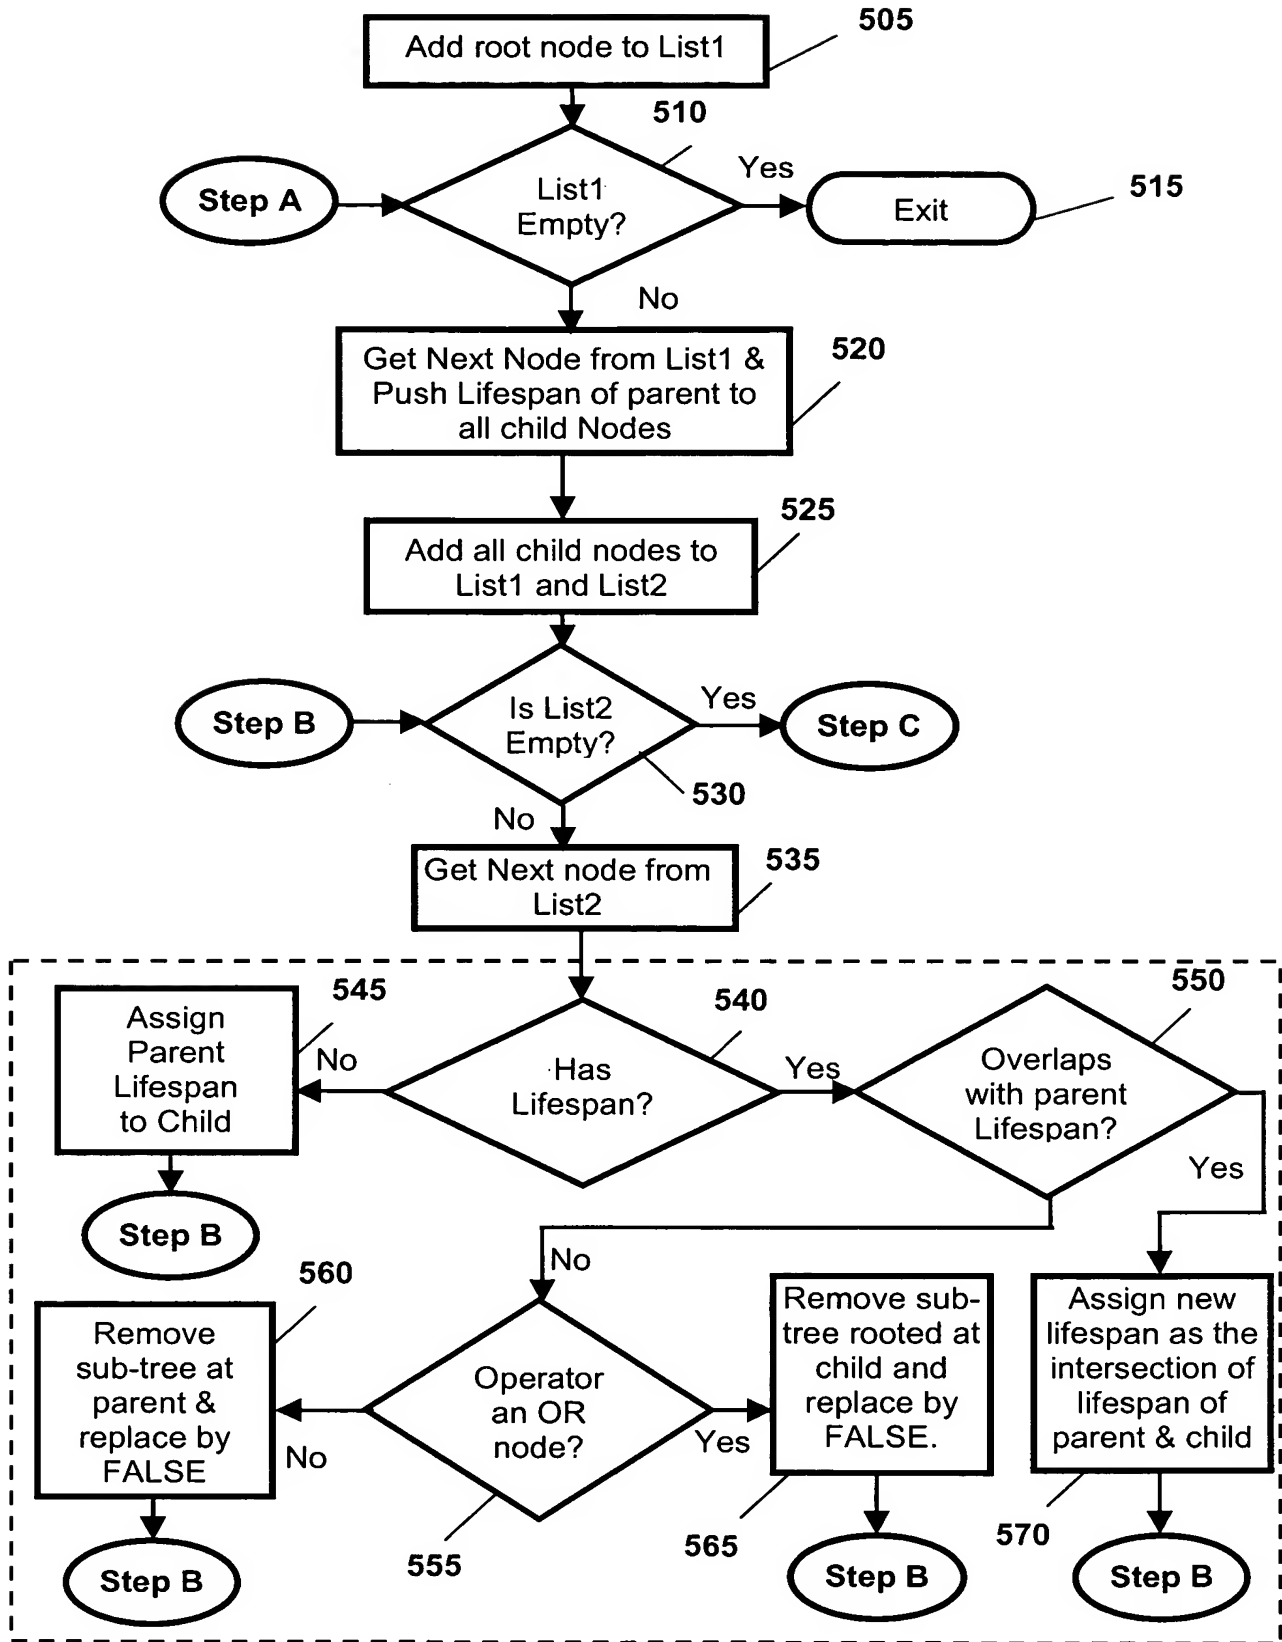 Add root node to List1
505
510
Step A
List1
Empty?
Yes
Exit
515
No
Get Next Node from List1 &
Push Lifespan of parent to
all child Nodes
520
525
Add all child nodes to
List1 and List2
Step B
Is List2
Empty?
Yes
Step C
530
No
Get Next node from
List2
535
545
Assign
Parent
Lifespan
to Child
No
540
Has
Lifespan?
Yes
550
Overlaps
with parent
Lifespan?
Yes
Step B
No
560
Remove
sub-tree at
parent &
replace by
FALSE
No
Operator
an OR
node?
Yes
Remove sub-
tree rooted at
child and
replace by
FALSE.
Assign new
lifespan as the
intersection of
lifespan of
parent & child
555
565
570
Step B
Step B
Step B